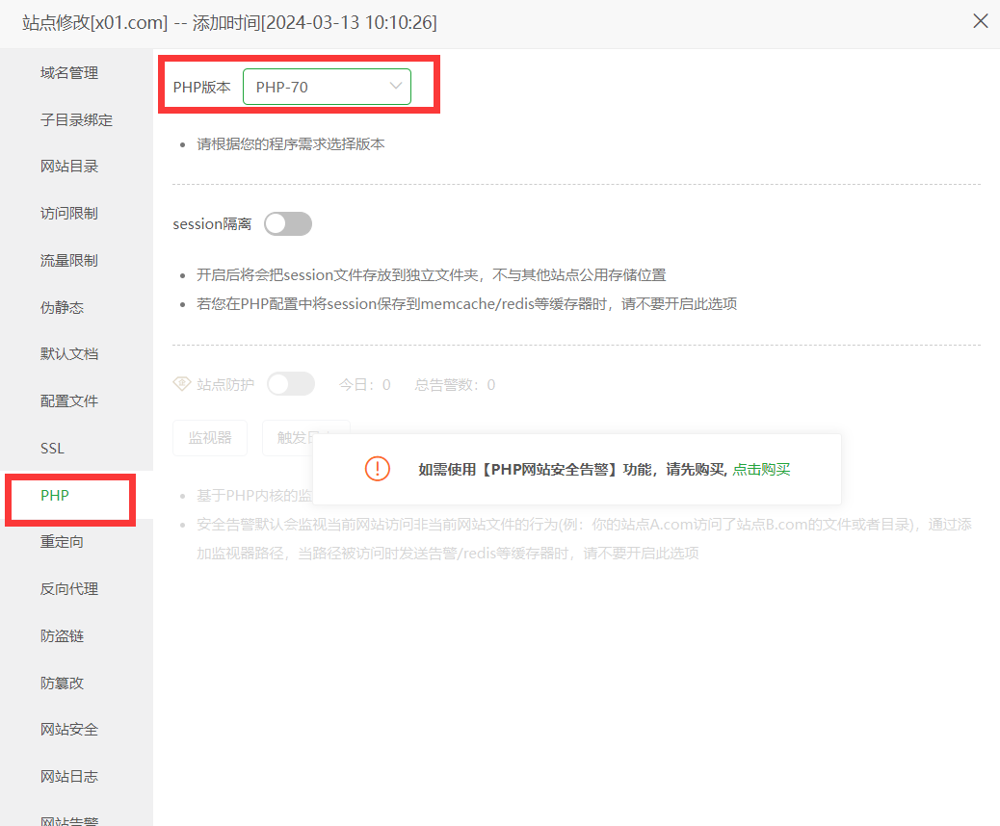 站点修改[x01.com] -- 添加时间[2024-03-13 10:10:26]
域名管理
子目录绑定
网站目录
访问限制
流量限制
伪静态
默认文档
配置文件
SSL
PHP
重定向
反向代理
防盗链
防篡改
网站安全
网站日志
网站告警
PHP版本 PHP-70
请根据您的程序需求选择版本
session隔离
开启后将会把session文件存放到独立文件夹，不与其他站点公用存储位置
若您在PHP配置中将session保存到memcache/redis等缓存器时，请不要开启此选项
站点防护 今日：0 总告警数：0
监视器 触发
如需使用【PHP网站安全告警】功能，请先购买, 点击购买
基于PHP内核的监
安全告警默认会监视当前网站访问非当前网站文件的行为(例：你的站点A.com访问了站点B.com的文件或者目录)，通过添
加监视器路径，当路径被访问时发送告警/redis等缓存器时，请不要开启此选项